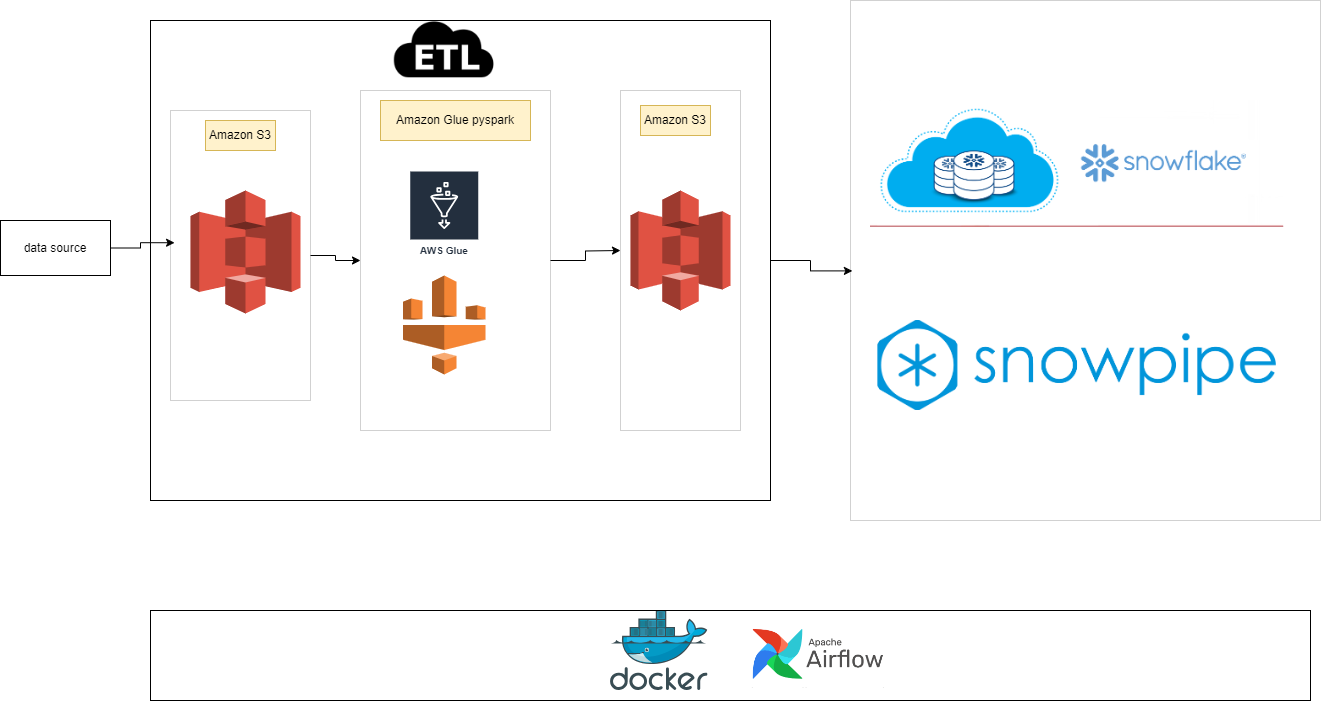 ETL
Amazon S3
Amazon Glue pyspark
Amazon S3
AWS Glue
data source
snowflake®
snowpipe
docker
Apache
Airflow